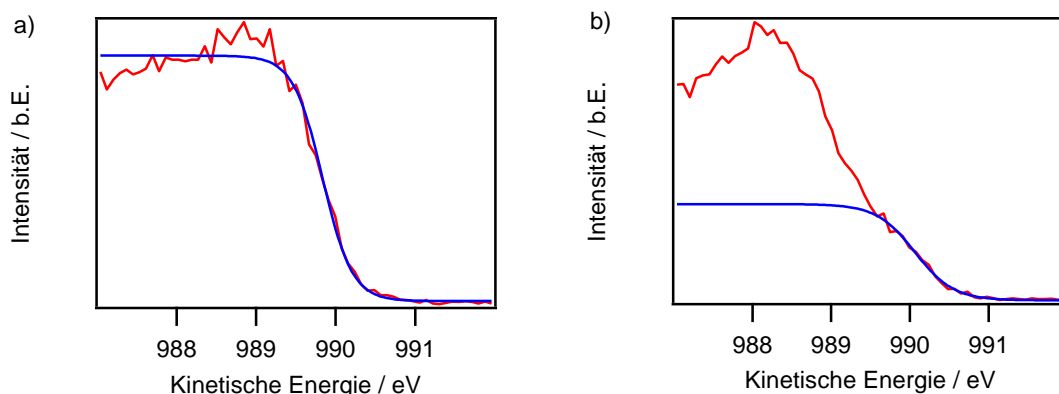 a)
Intensität / b.E.
988 989 990 991
Kinetische Energie / eV
b)
Intensität / b.E.
988 989 990 991
Kinetische Energie / eV